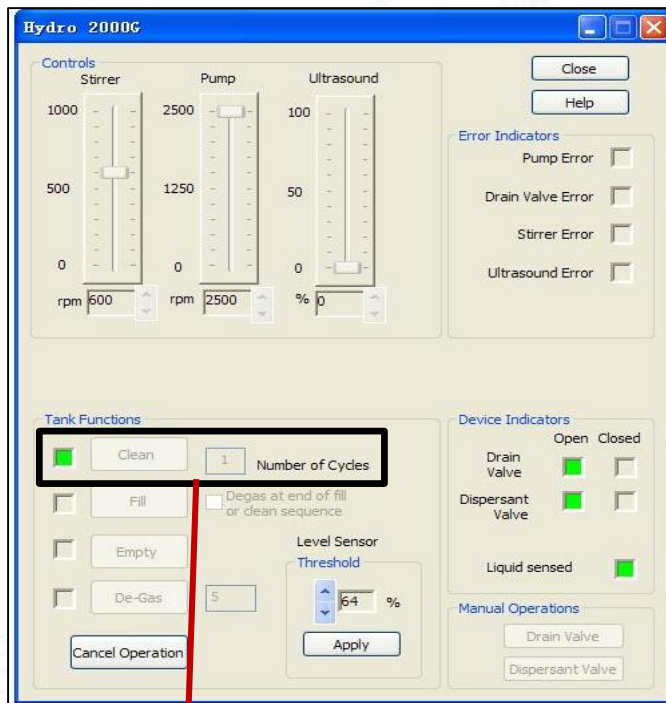 Hydro 2000G
Controls
Stirrer Pump Ultrasound
1000 2500 100
500 1250 50
0 0 0
rpm 600 rpm 2500 % 0
Close
Help
Error Indicators
Pump Error
Drain Valve Error
Stirrer Error
Ultrasound Error
Tank Functions
Clean 1 Number of Cycles
Fill Degas at end of fill
or clean sequence
Empty
De-Gas 5
Cancel Operation
Level Sensor
Threshold
64 %
Apply
Device Indicators
Open Closed
Drain
Valve
Dispersant
Valve
Liquid sensed
Manual Operations
Drain Valve
Dispersant Valve